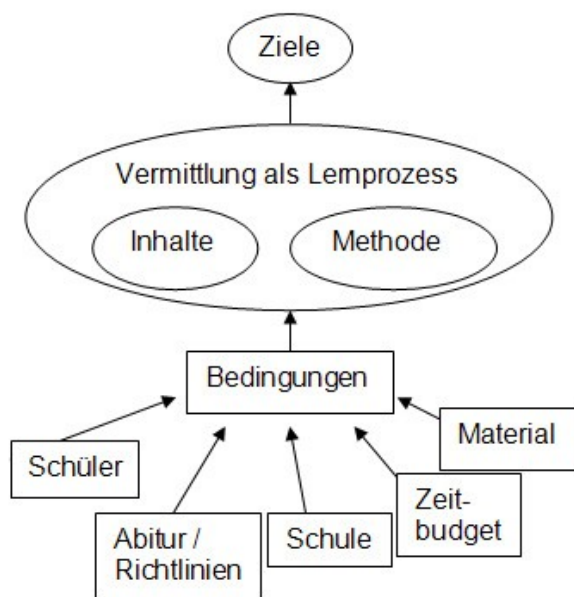 Ziele
Vermittlung als Lernprozess
Inhalte
Methode
Bedingungen
Material
Schüler
Zeit-
budget
Abitur /
Richtlinien
Schule